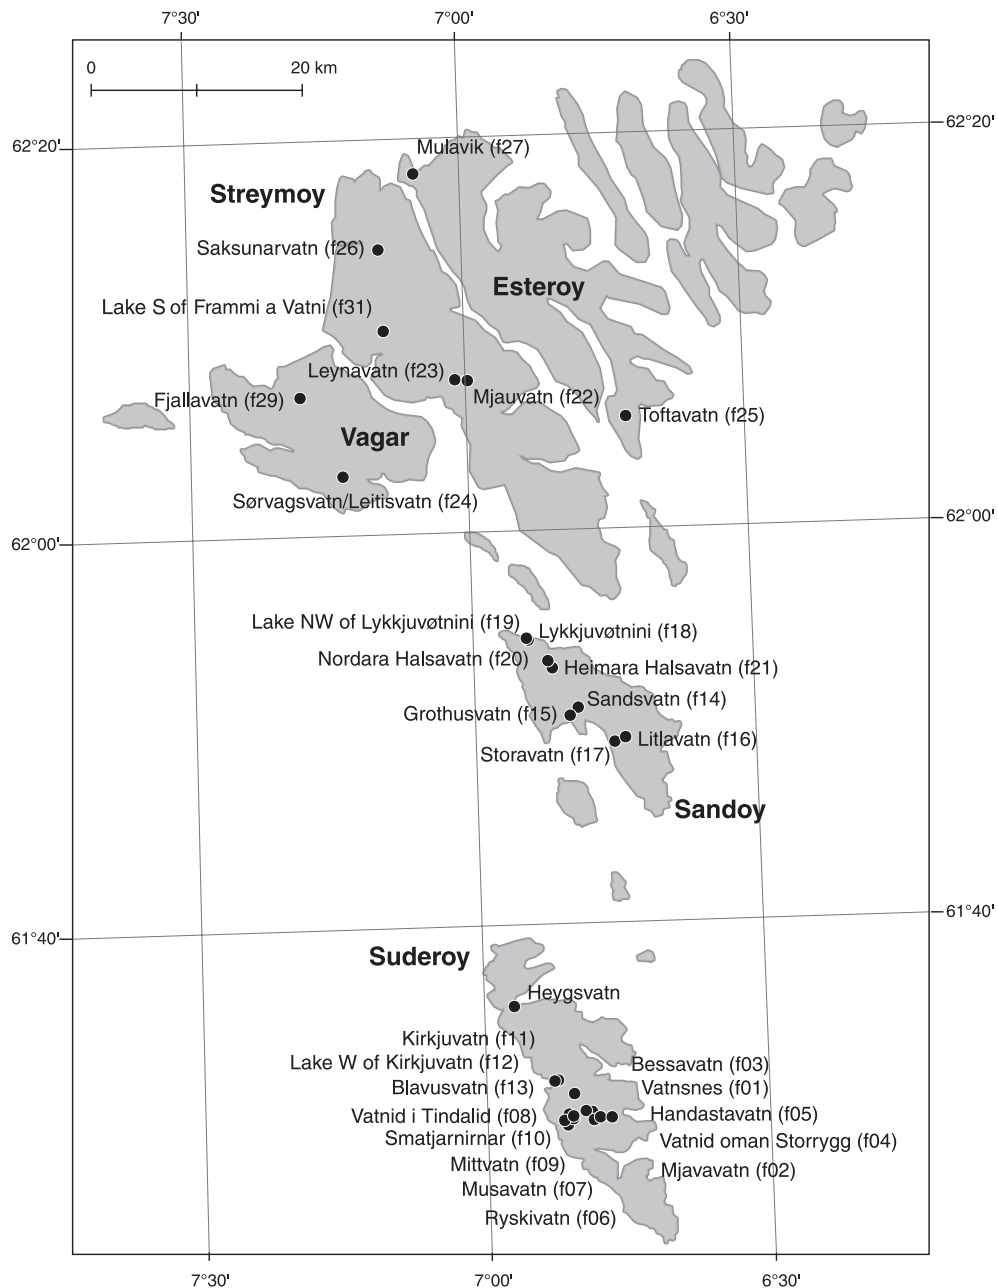 7°30' 7°00' 6°30'
0 20 km
62°20'
62°20'
Mulavik (f27)
Streymoy
Saksunarvatn (f26)
Esteroy
Lake S of Frammi a Vatni (f31)
Leynavatn (f23)
Mjauvatn (f22)
Fjallavatn (f29)
Toftavatn (f25)
Vagar
Sørvagsvatn/Leitisvatn (f24)
62°00'
62°00'
Lake NW of Lykkjuvøtnini (f19)
Lykkjuvøtnini (f18)
Nordara Halsavatn (f20)
Heimara Halsavatn (f21)
Sandsvatn (f14)
Grothusvatn (f15)
Litlavatn (f16)
Storavatn (f17)
Sandoy
61°40'
61°40'
Suderoy
Heygsvatn
Kirkjuvatn (f11)
Lake W of Kirkjuvatn (f12)
Bessavatn (f03)
Blavusvatn (f13)
Vatnsnes (f01)
Vatnid i Tindalid (f08)
Handastavatn (f05)
Smatjarnirnar (f10)
Vatnid oman Storrygg (f04)
Mittvatn (f09)
Mjavavatn (f02)
Musavatn (f07)
Ryskivatn (f06)
7°30' 7°00' 6°30'